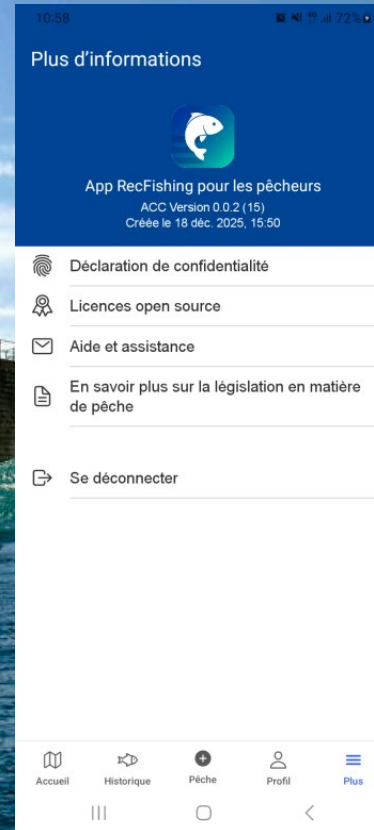 10:58
72%
Plus d'informations
App RecFishing pour les pêcheurs
ACC Version 0.0.2 (15)
Créée le 18 déc. 2025, 15:50
Déclaration de confidentialité
Licences open source
Aide et assistance
En savoir plus sur la législation en matière
de pêche
Se déconnecter
Accueil
Historique
Pêche
Profil
Plus